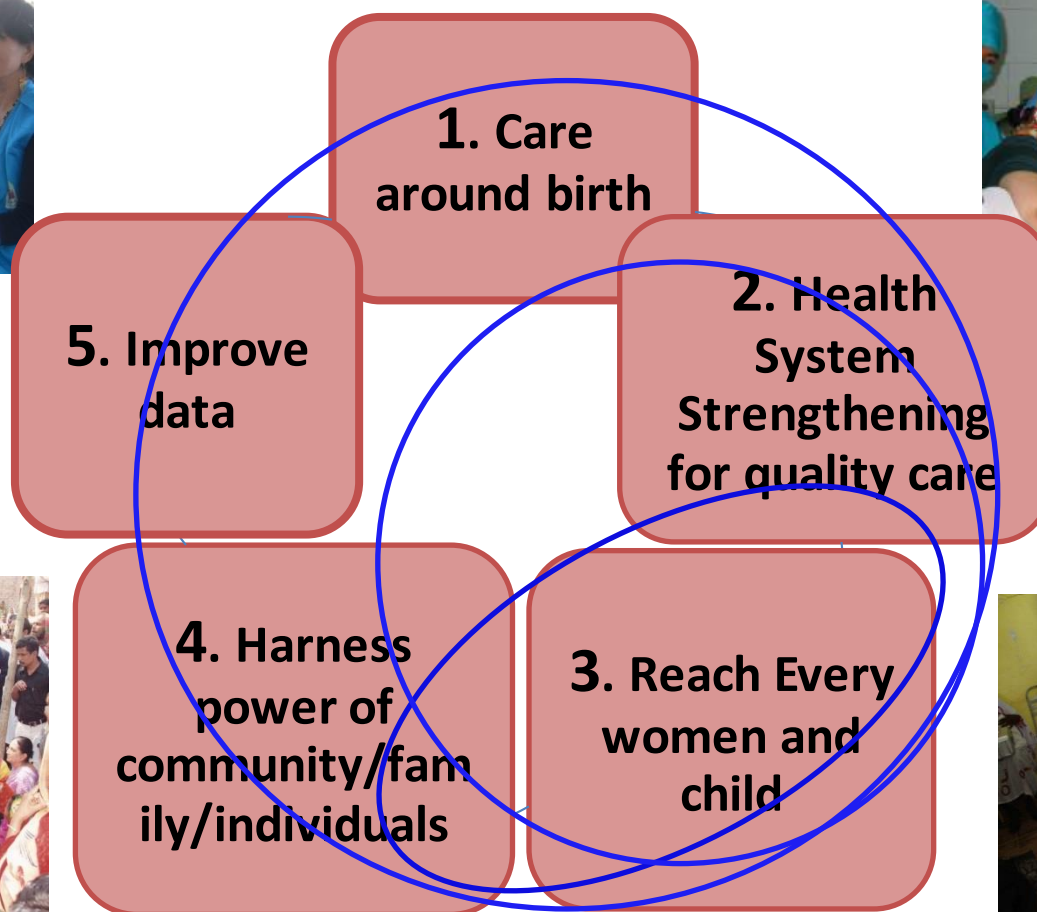 1. Care
around birth
2. Health
System
Strengthening
for quality care
3. Reach Every
women and
child
4. Harness
power of
community/fam
ily/individuals
5. Improve
data